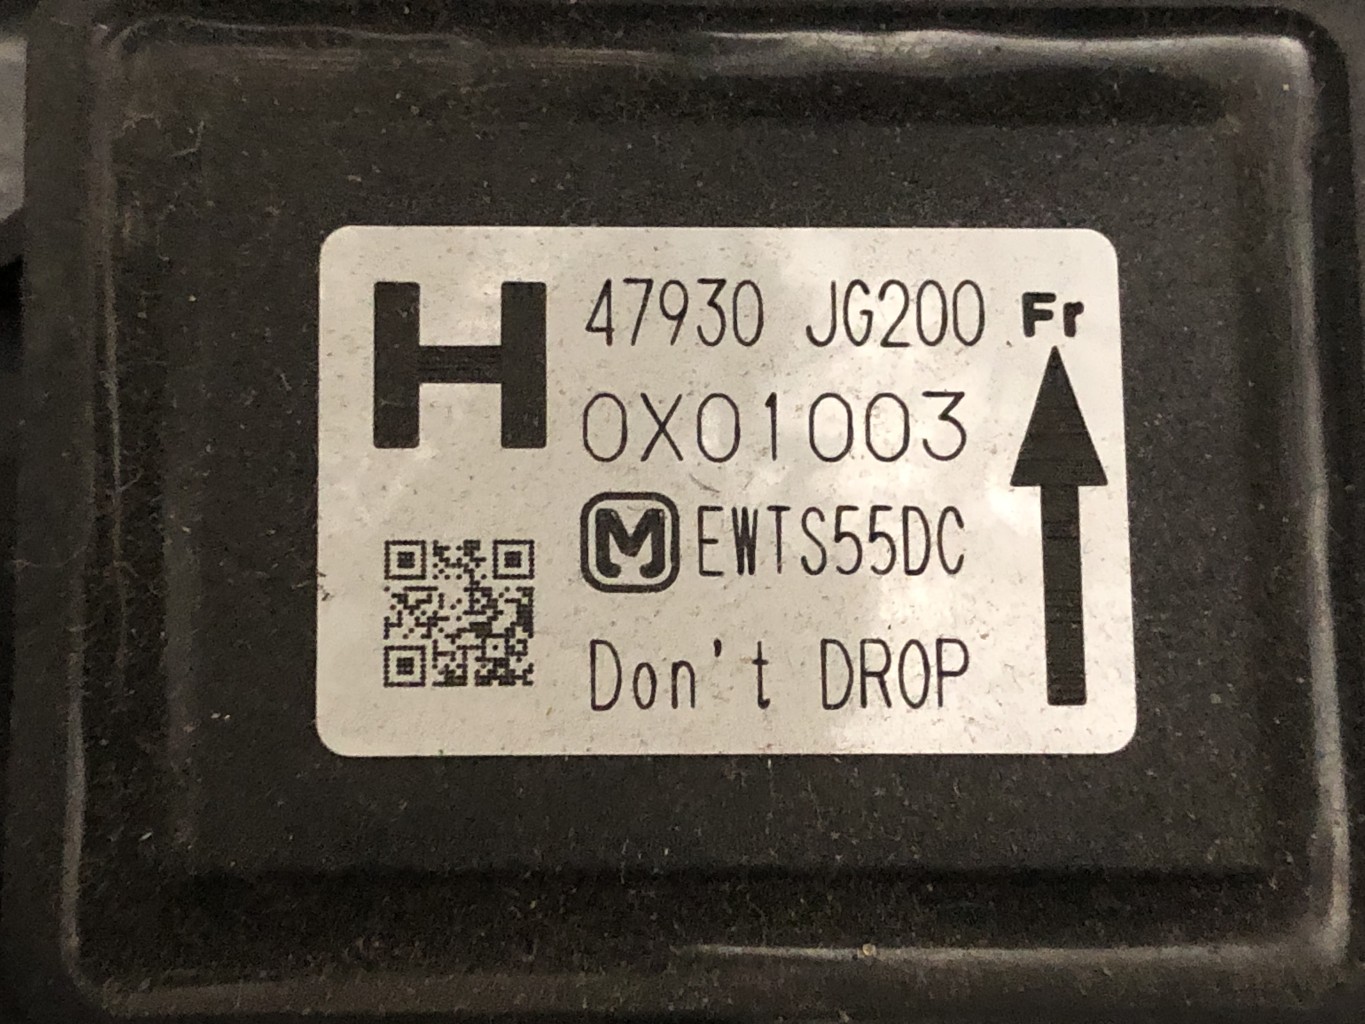 H
47930 JG200 Fr
0X01003
M EWTS55DC
Don't DROP